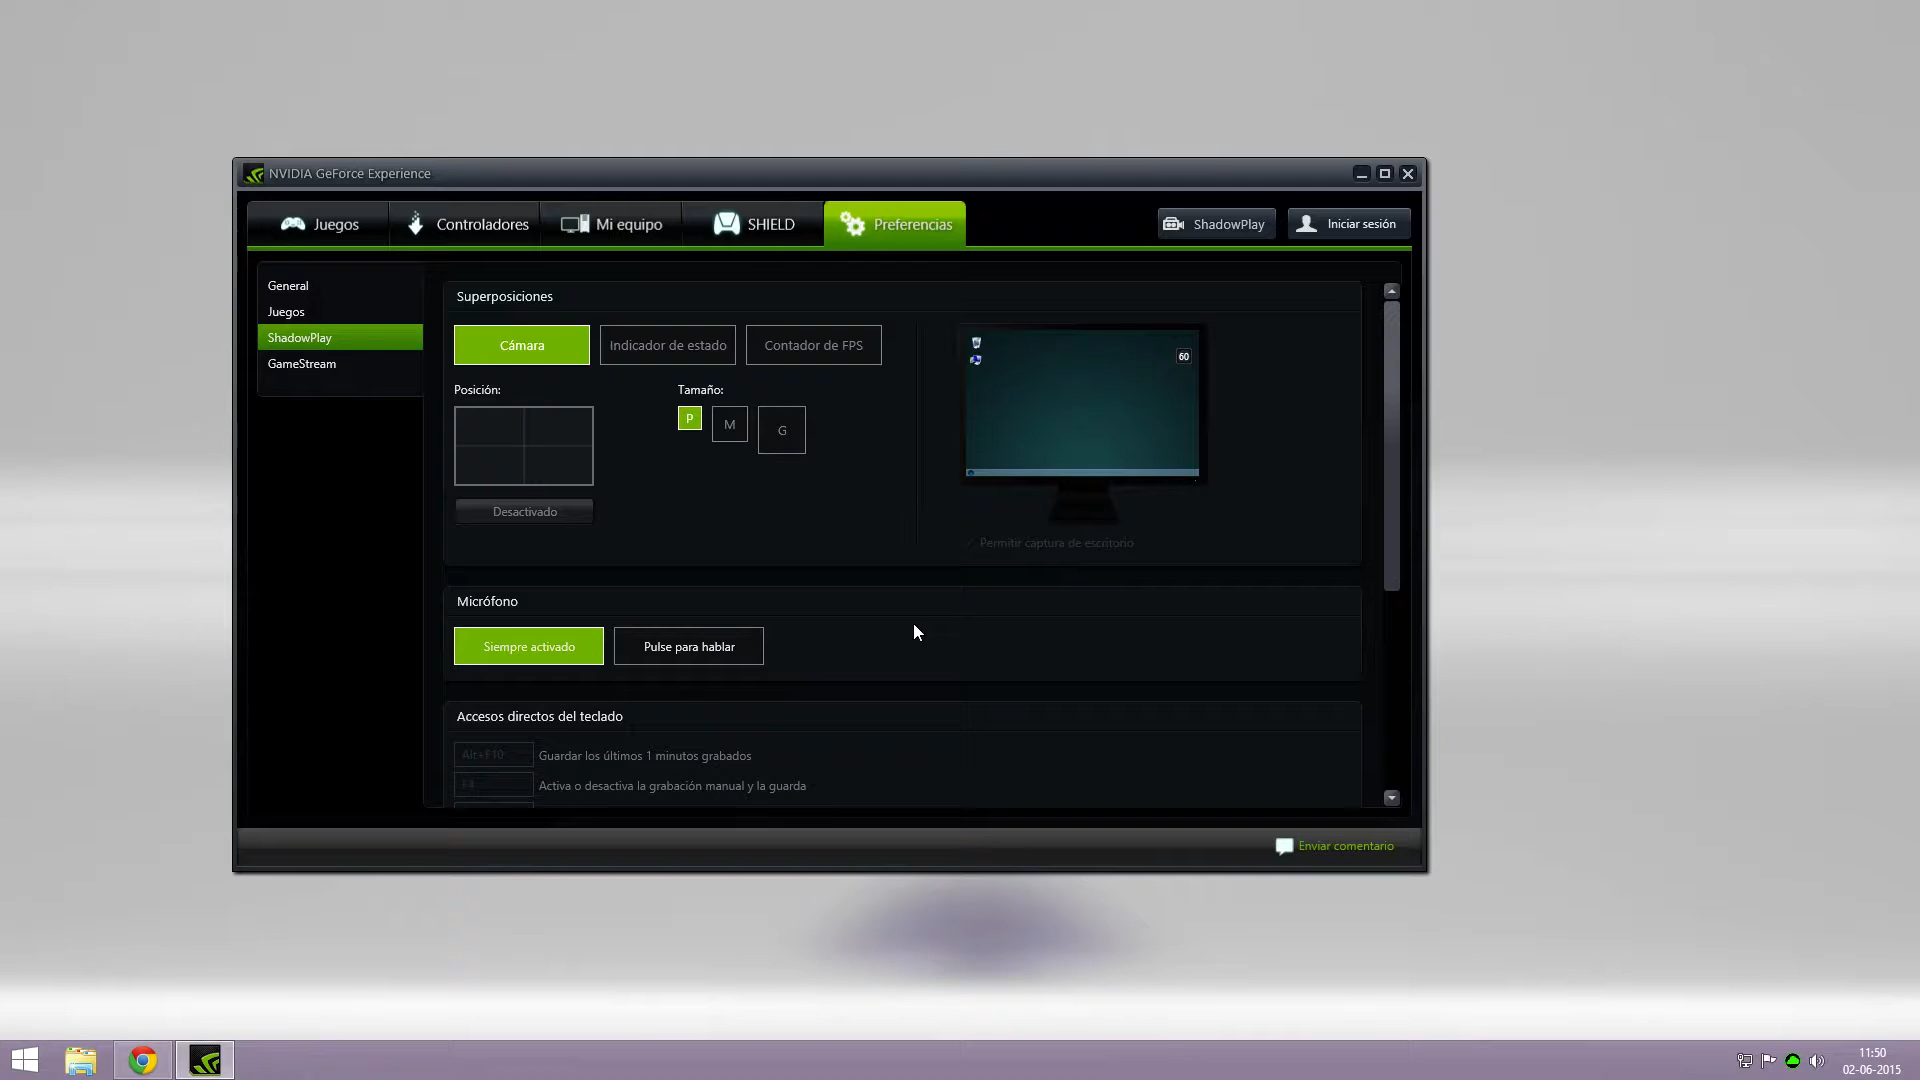 NVIDIA GeForce Experience
Juegos
Controladores
Mi equipo
SHIELD
Preferencias
ShadowPlay
Iniciar sesión
General
Juegos
ShadowPlay
GameStream
Superposiciones
Cámara
Indicador de estado
Contador de FPS
Posición:
Tamaño:
P
M
G
Desactivado
60
Permitir captura de escritorio
Micrófono
Siempre activado
Pulse para hablar
Accesos directos del teclado
Alt+F10
Guardar los últimos 1 minutos grabados
Activa o desactiva la grabación manual y la guarda
Enviar comentario
11:50
02-06-2015